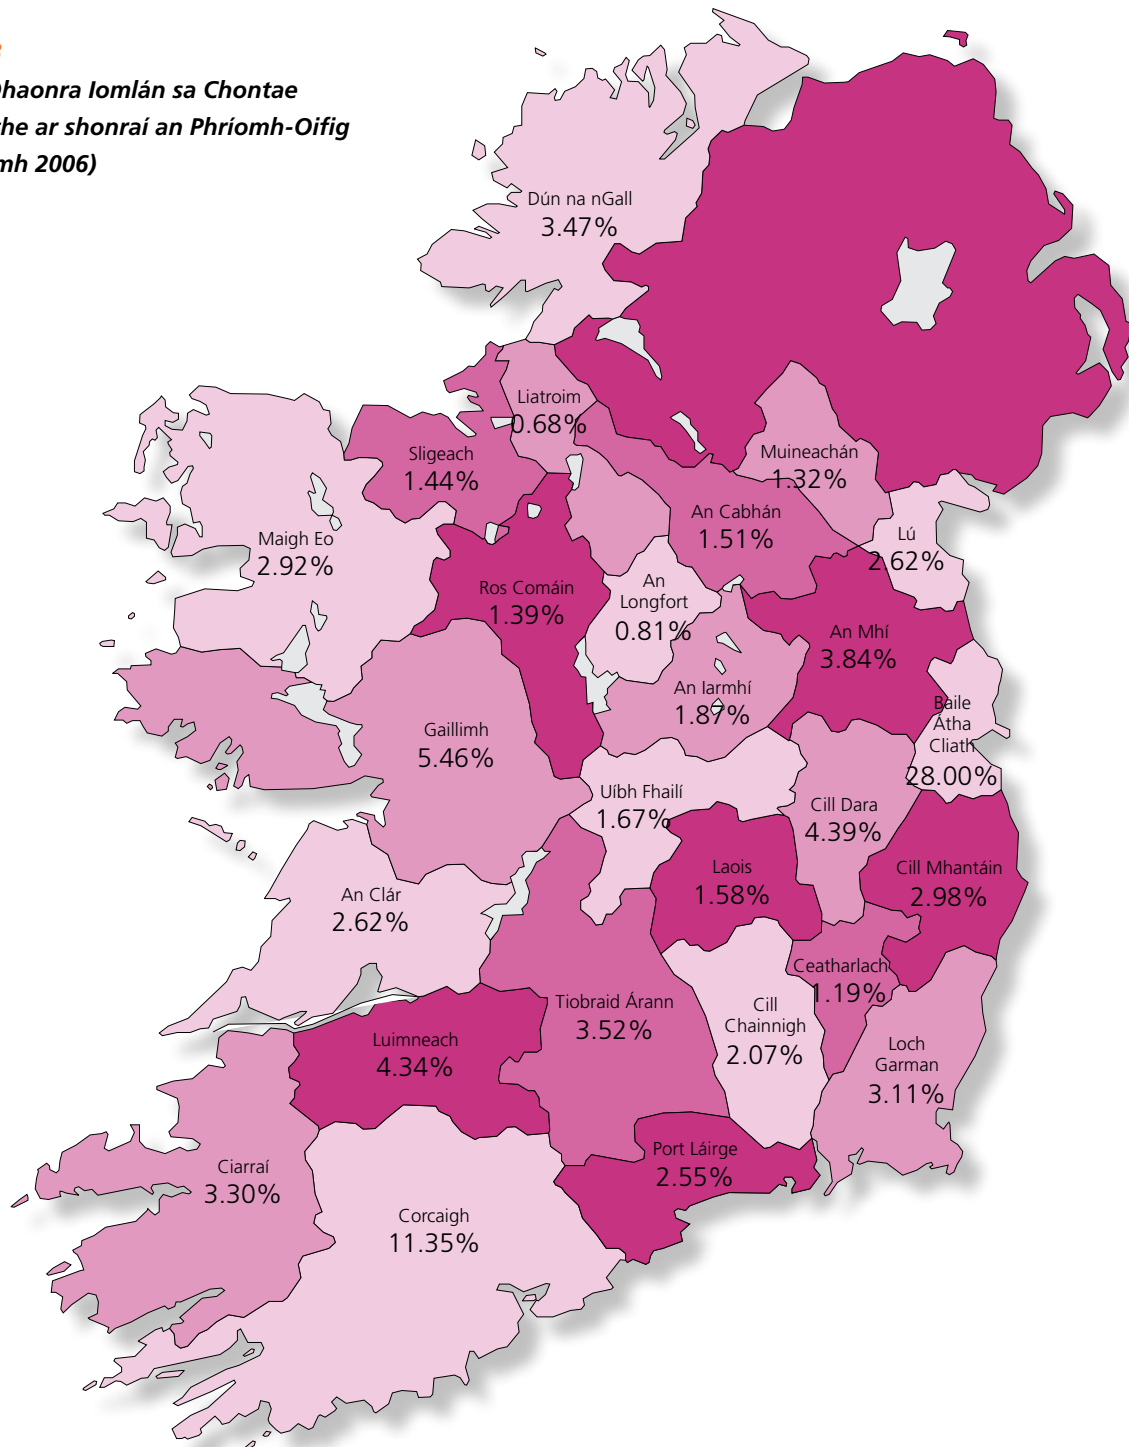 Dhaonra Iomlán sa Chontae
ar shonraí an Phríomh-Oifig
2006)
Dún na nGall
3.47%
Liatroim
0.68%
Sligeach
1.44%
Muineachán
1.32%
An Cabhán
1.51%
Lú
2.62%
Maigh Eo
2.92%
Ros Comáin
1.39%
An
Longfort
0.81%
An Mhí
3.84%
An Iarmhí
1.87%
Baile
Átha
Cliath
28.00%
Gaillimh
5.46%
Uíbh Fhailí
1.67%
Cill Dara
4.39%
Laois
1.58%
Cill Mhantáin
2.98%
An Clár
2.62%
Ceatharlach
1.19%
Tiobraid Árann
3.52%
Cill
Chainnigh
2.07%
Luimneach
4.34%
Loch
Garman
3.11%
Port Láirge
2.55%
Ciarraí
3.30%
Corcaigh
11.35%